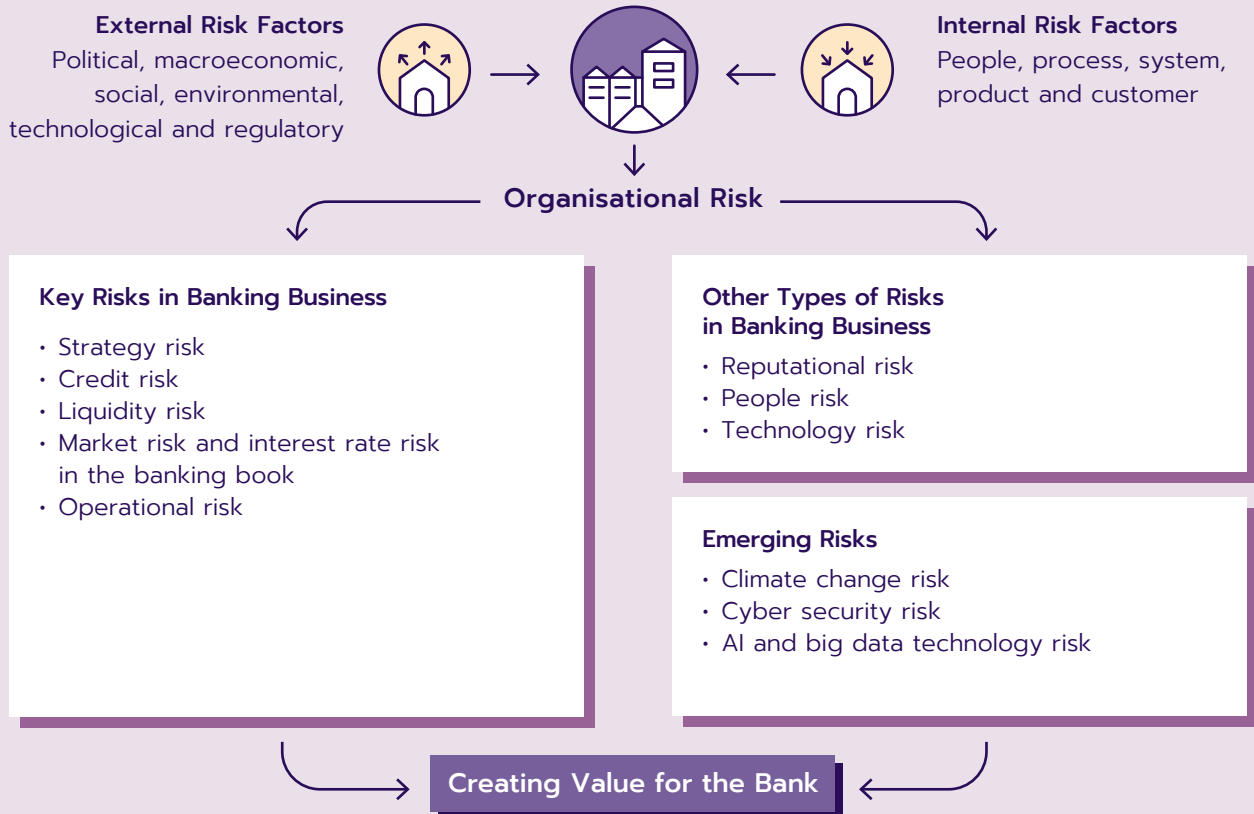 External Risk Factors
Political, macroeconomic,
social, environmental,
technological and regulatory
Internal Risk Factors
People, process, system,
product and customer
Organisational Risk
Key Risks in Banking Business
• Strategy risk
• Credit risk
• Liquidity risk
• Market risk and interest rate risk
in the banking book
• Operational risk
Other Types of Risks
in Banking Business
• Reputational risk
• People risk
• Technology risk
Emerging Risks
• Climate change risk
• Cyber security risk
• AI and big data technology risk
Creating Value for the Bank